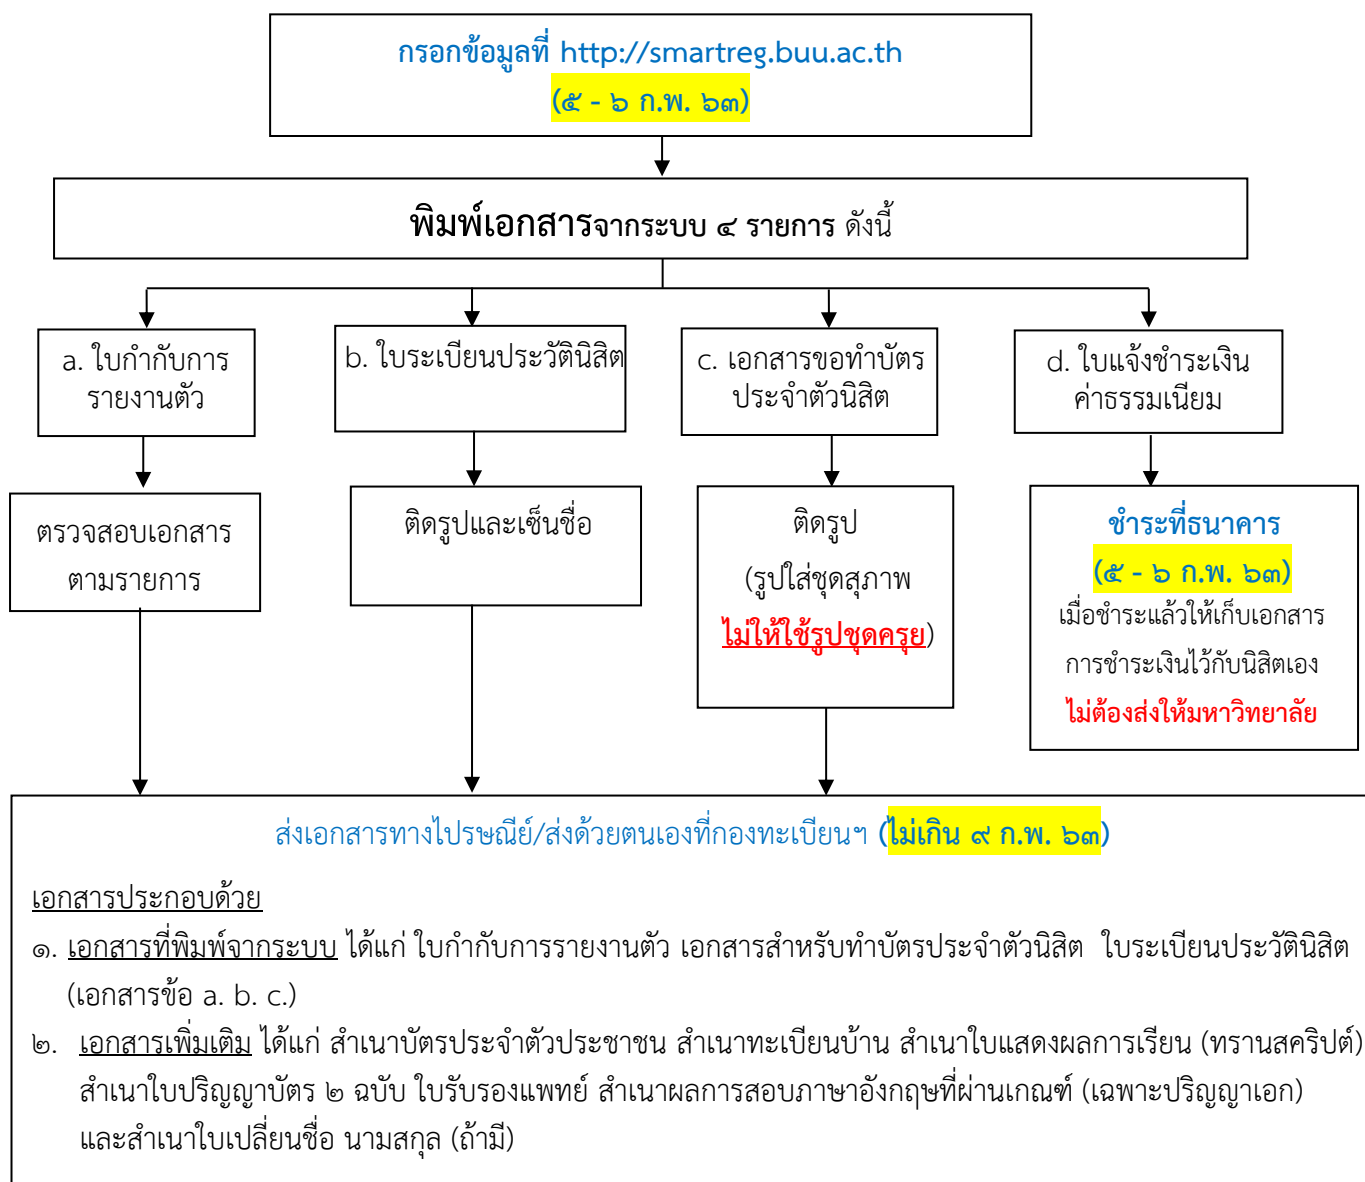 กรอกข้อมูลที่ http://smartreg.buu.ac.th
(๕ - ๖ ก.พ. ๖๓)
พิมพ์เอกสารจากระบบ ๔ รายการ ดังนี้
a. ใบกำกับการ
รายงานตัว
b. ใบระเบียนประวัตินิสิต
c. เอกสารขอทำบัตร
ประจำตัวนิสิต
d. ใบแจ้งชำระเงิน
ค่าธรรมเนียม
ตรวจสอบเอกสาร
ตามรายการ
ติดรูปและเซ็นชื่อ
ติดรูป
(รูปใส่ชุดสุภาพ
ไม่ให้ใช้รูปชุดครุย)
ชำระที่ธนาคาร
(๕ - ๖ ก.พ. ๖๓)
เมื่อชำระแล้วให้เก็บเอกสาร
การชำระเงินไว้กับนิสิตเอง
ไม่ต้องส่งให้มหาวิทยาลัย
ส่งเอกสารทางไปรษณีย์/ส่งด้วยตนเองที่กองทะเบียนฯ (ไม่เกิน ๙ ก.พ. ๖๓)
เอกสารประกอบด้วย
๑. เอกสารที่พิมพ์จากระบบ ได้แก่ ใบกำกับการรายงานตัว เอกสารสำหรับทำบัตรประจำตัวนิสิต ใบระเบียนประวัตินิสิต
(เอกสารข้อ a. b. c.)
๒. เอกสารเพิ่มเติม ได้แก่ สำเนาบัตรประจำตัวประชาชน สำเนาทะเบียนบ้าน สำเนาใบแสดงผลการเรียน (ทรานสคริปต์)
สำเนาใบปริญญาบัตร ๒ ฉบับ ใบรับรองแพทย์ สำเนาผลการสอบภาษาอังกฤษที่ผ่านเกณฑ์ (เฉพาะปริญญาเอก)
และสำเนาใบเปลี่ยนชื่อ นามสกุล (ถ้ามี)